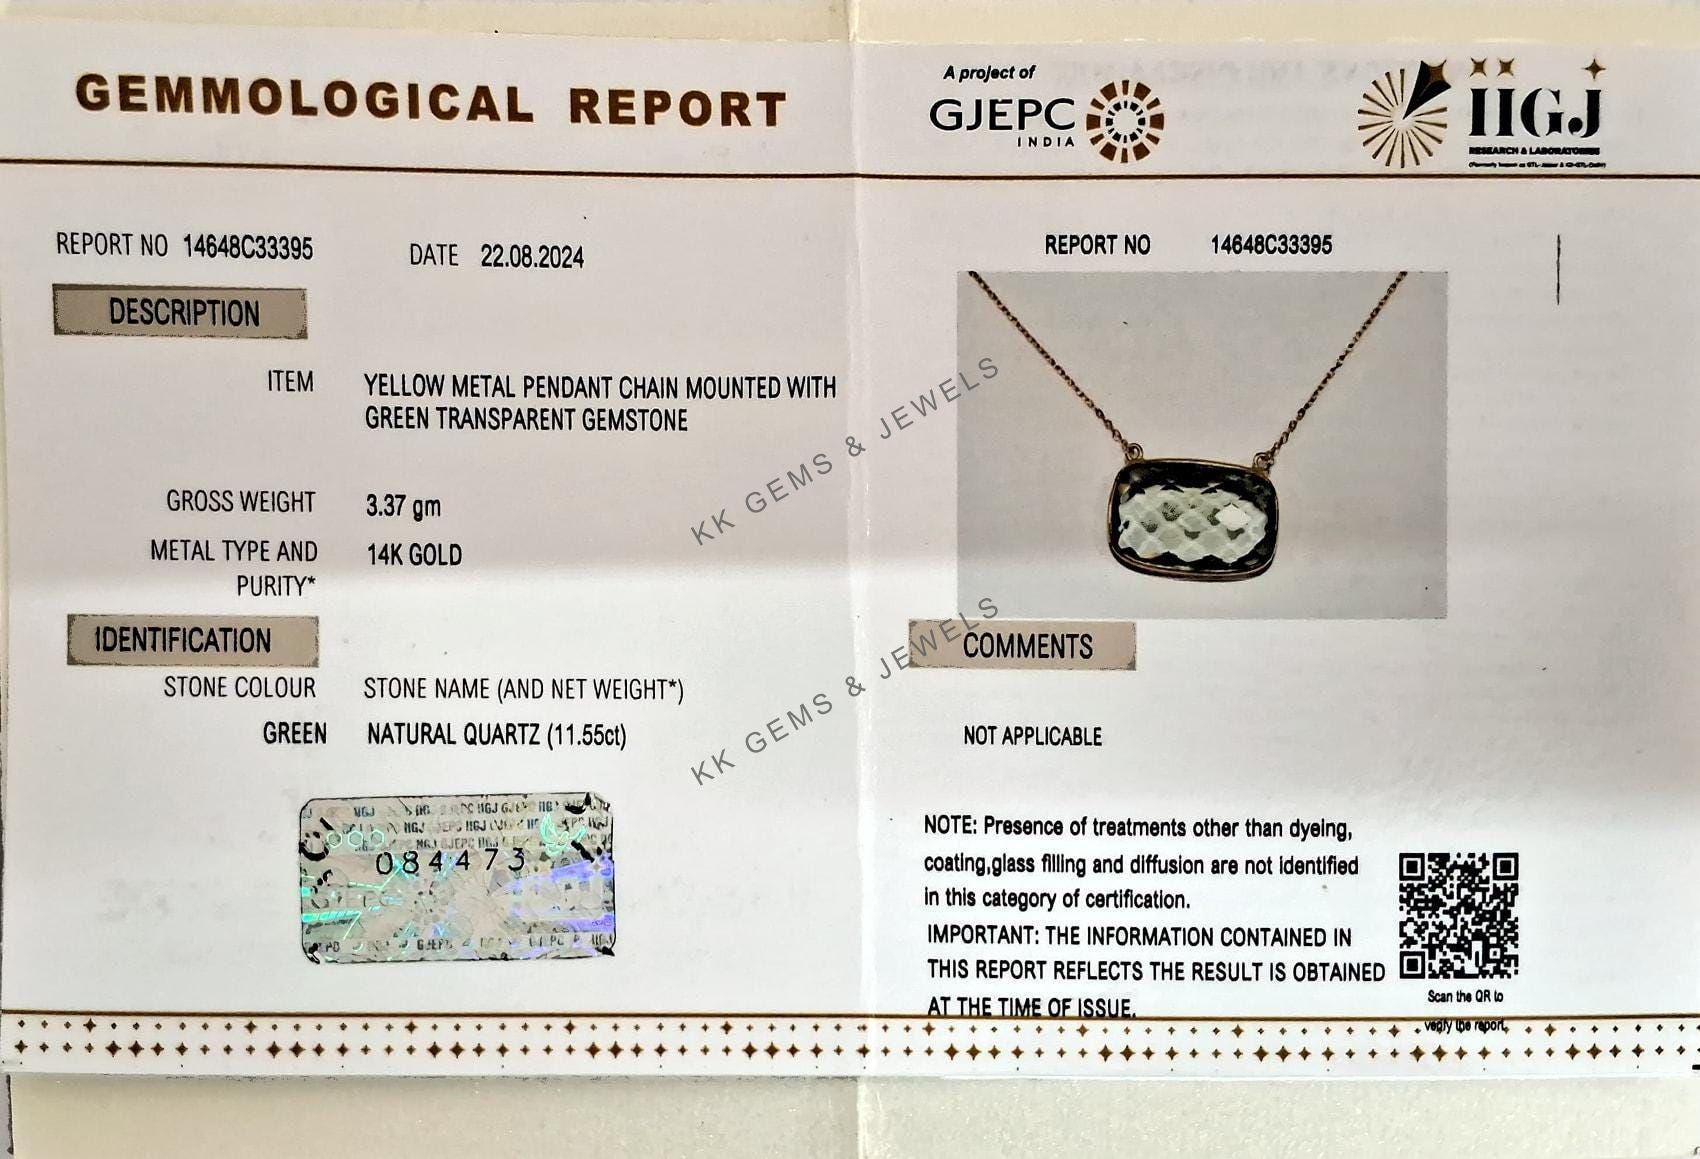 GEMMOLOGICAL REPORT
A project of
GJEPC
INDIA
IIGJ
RESEARCH & LABORATORIES
REPORT NO 14648C33395
DATE 22.08.2024
DESCRIPTION
ITEM YELLOW METAL PENDANT CHAIN MOUNTED WITH
GREEN TRANSPARENT GEMSTONE
GROSS WEIGHT 3.37 gm
METAL TYPE AND 14K GOLD
PURITY*
IDENTIFICATION
STONE COLOUR STONE NAME (AND NET WEIGHT*)
GREEN NATURAL QUARTZ (11.55ct)
084473
REPORT NO 14648C33395
KK GEMS & JEWELS
KK GEMS & JEWELS
COMMENTS
NOT APPLICABLE
NOTE: Presence of treatments other than dyeing,
coating,glass filling and diffusion are not identified
in this category of certification.
IMPORTANT: THE INFORMATION CONTAINED IN
THIS REPORT REFLECTS THE RESULT IS OBTAINED
AT THE TIME OF ISSUE.
Scan the QR to
verify the report.